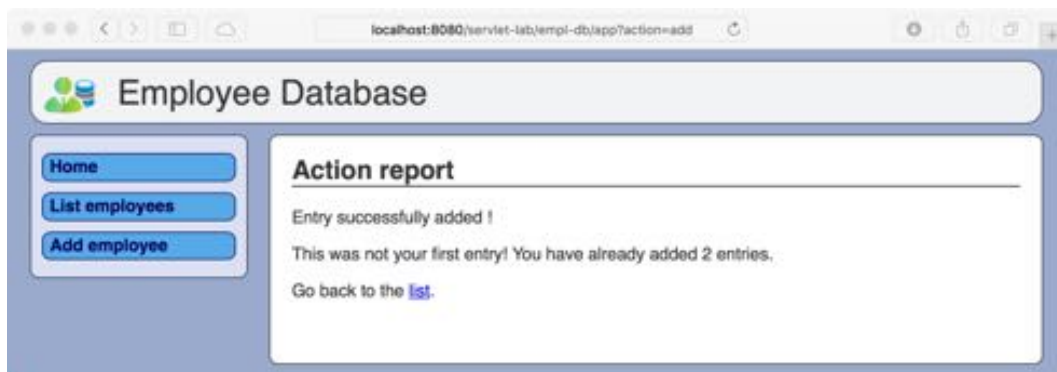 localhost:8080/servlet-lab/empl-db/app?action=add
Employee Database
Home
List employees
Add employee
Action report
Entry successfully added !
This was not your first entry! You have already added 2 entries.
Go back to the list.